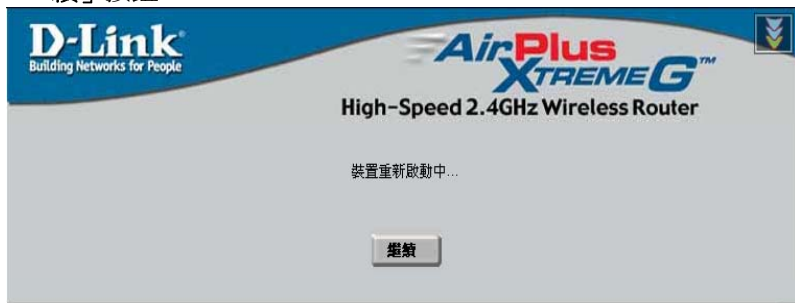 D-Link
Building Networks for People
AirPlus
XTREME G™
High-Speed 2.4GHz Wireless Router
裝置重新啟動中...
繼續